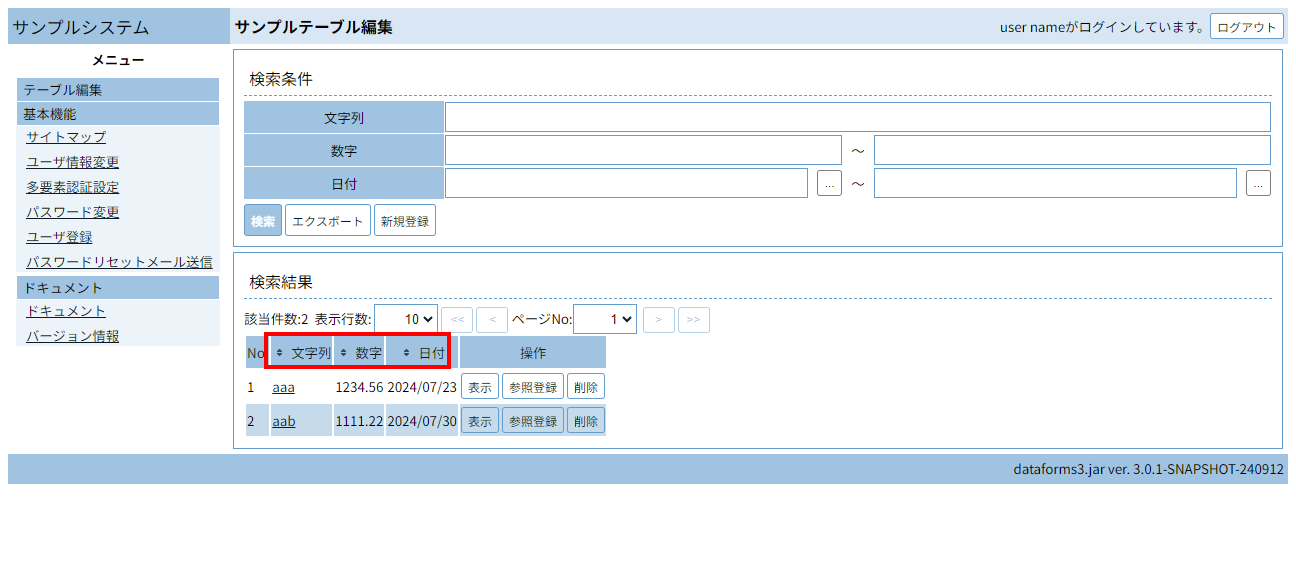 サンプルシステム サンプルテーブル編集 user nameがログインしています。 ログアウト
メニュー
テーブル編集
基本機能
サイトマップ
ユーザ情報変更
多要素認証設定
パスワード変更
ユーザ登録
パスワードリセットメール送信
ドキュメント
ドキュメント
バージョン情報
検索条件
文字列
数字 ～
日付 ... ～ ...
検索 エクスポート 新規登録
検索結果
該当件数:2 表示行数: 10 << < ページNo: 1 > >>
No 文字列 数字 日付 操作
1 aaa 1234.56 2024/07/23 表示 参照登録 削除
2 aab 1111.22 2024/07/30 表示 参照登録 削除
dataforms3.jar ver. 3.0.1-SNAPSHOT-240912